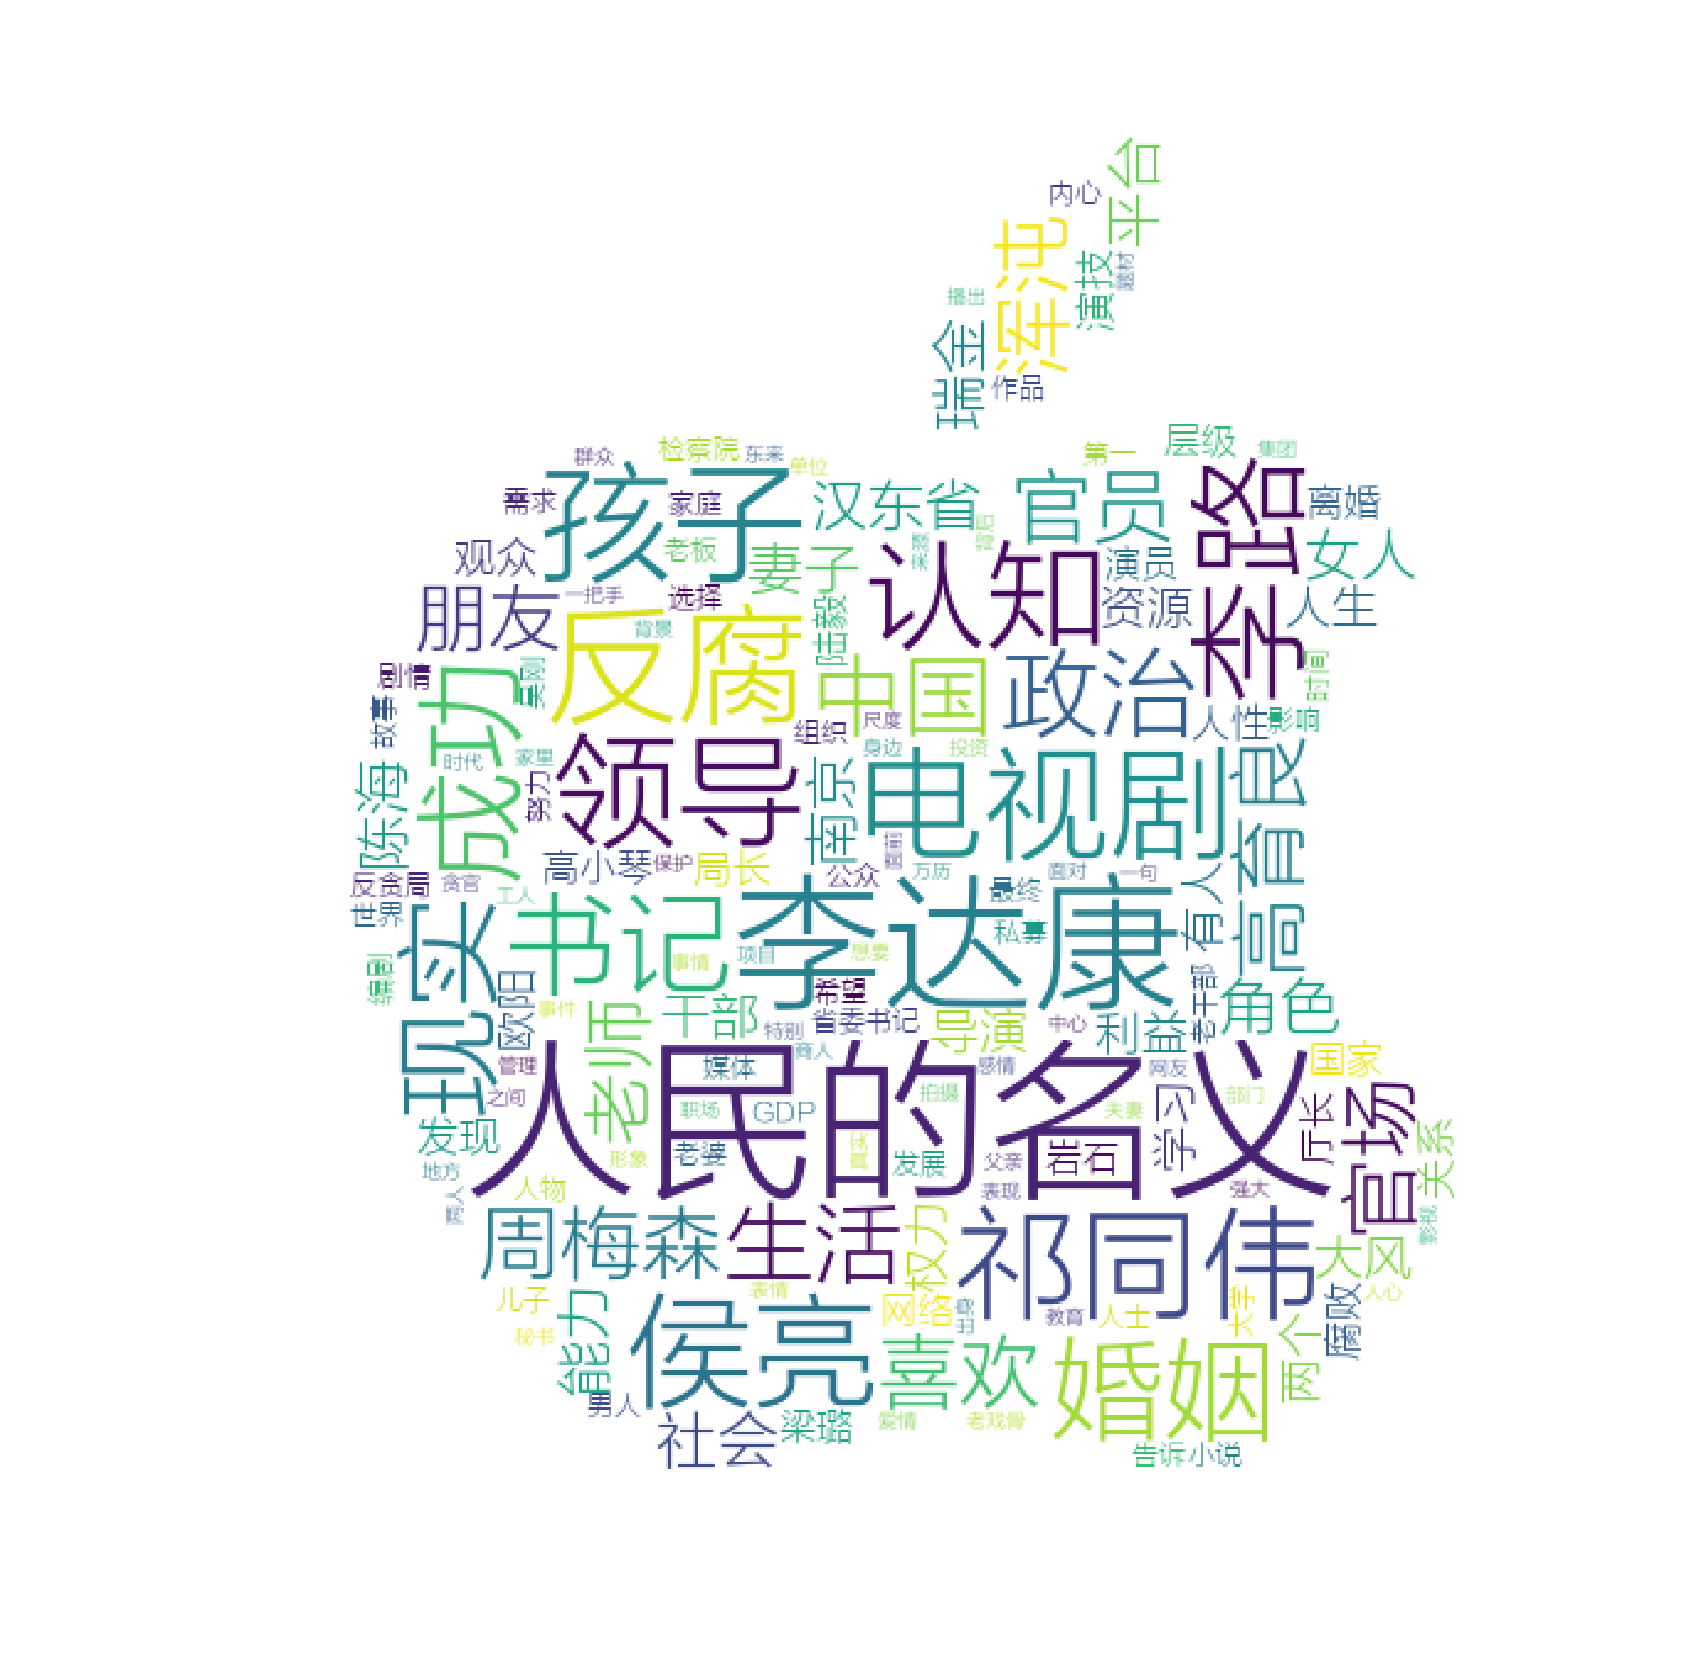 平台
内心
浑沌
演技
题材
播出
瑞金
作品
层级
第一
集团
检察院
东来
群众
单位
孩子
汉东省
官员
李路
离婚
需求
家庭
老板
妻子
认知
演员
女人
观众
朋友
一把手
选择
资源
人生
反腐
背景
陆毅
中国
政治
人性
影响
时间
剧情
吴刚
成功
故事
尺度
组织
领导
身边
投资
电视剧
高育良
时代
家里
努力
南京
陈海
高小琴
保护
局长
公众
万历
面对
一句
反贪局
贪官
工人
世界
最终
有人
书记
李达康
私募
现实
编剧
欧阳
事情
项目
想要
希望
老干部
角色
事件
老师
干部
特别
省委书记
导演
中心
利益
人民的名义
商人
媒体
感情
网友
国家
管理
之间
职场
GDP
拍摄
夫妻
部门
学习
厅长
官场
发现
形象
老婆
真实
发展
父亲
岩石
关系
地方
两人
人物
表现
强大
周梅森
生活
权力
祁同伟
影视
大风
儿子
表情
网络
出身
教育
人士
大学
人心
腐败
秘书
能力
侯亮
喜欢
婚姻
两个
男人
社会
梁璐
爱情
老戏骨
告诉
小说